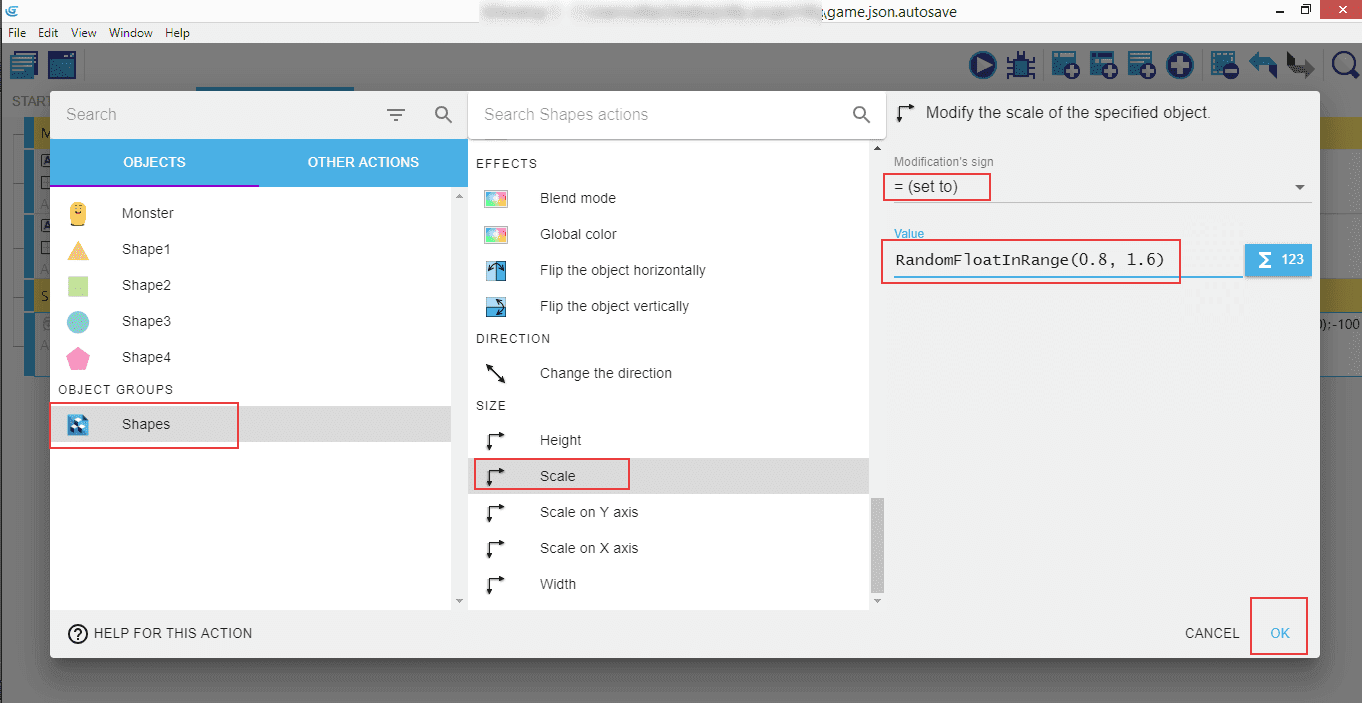 \game.json.autosave
File Edit View Window Help
START
Search
Search Shapes actions
Modify the scale of the specified object.
OBJECTS
OTHER ACTIONS
Monster
Shape1
Shape2
Shape3
Shape4
OBJECT GROUPS
Shapes
EFFECTS
Blend mode
Global color
Flip the object horizontally
Flip the object vertically
DIRECTION
Change the direction
SIZE
Height
Scale
Scale on Y axis
Scale on X axis
Width
Modification's sign
= (set to)
Value
RandomFloatInRange(0.8, 1.6)
Σ 123
);-100
? HELP FOR THIS ACTION
CANCEL
OK